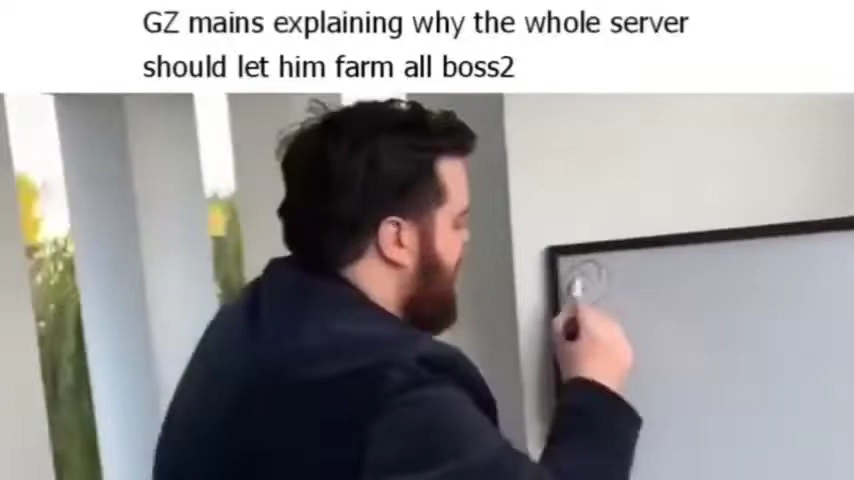 GZ mains explaining why the whole server
should let him farm all boss2